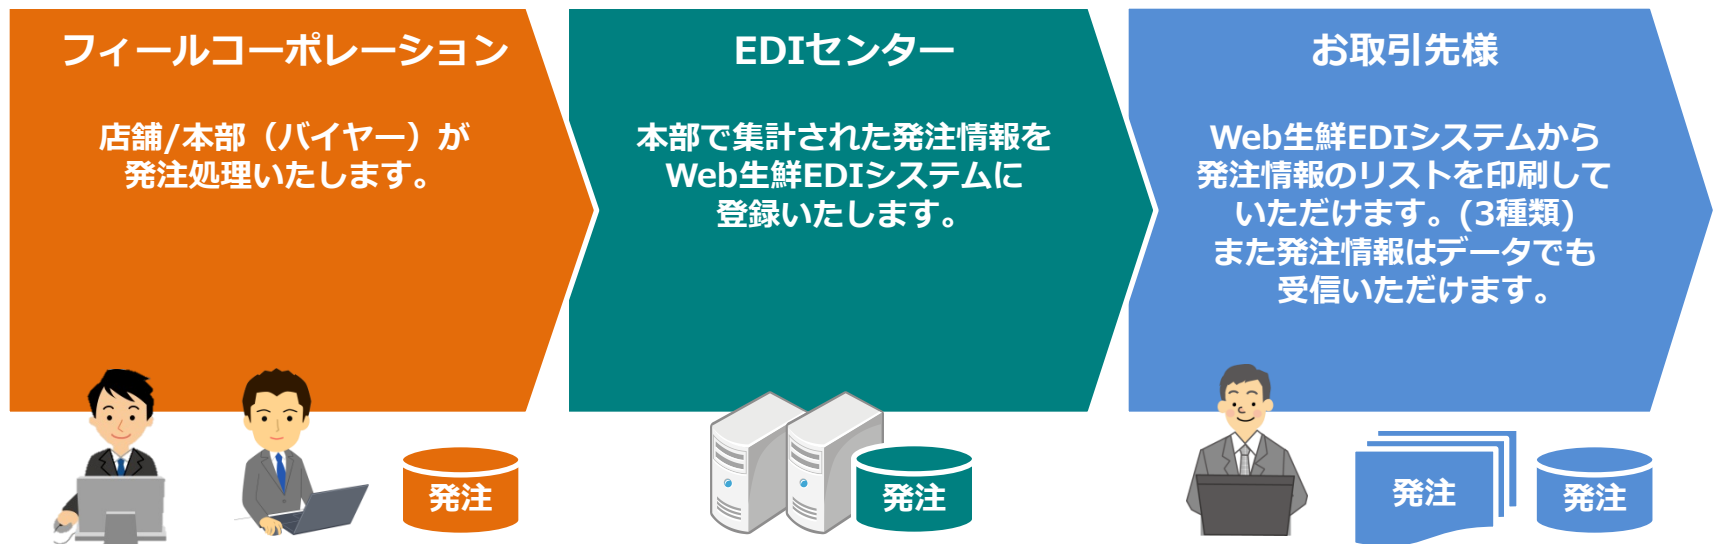 フィールコーポレーション
店舗/本部（バイヤー）が
発注処理いたします。
発注
EDIセンター
本部で集計された発注情報を
Web生鮮EDIシステムに
登録いたします。
発注
お取引先様
Web生鮮EDIシステムから
発注情報のリストを印刷して
いただけます。(3種類)
また発注情報はデータでも
受信いただけます。
発注
発注